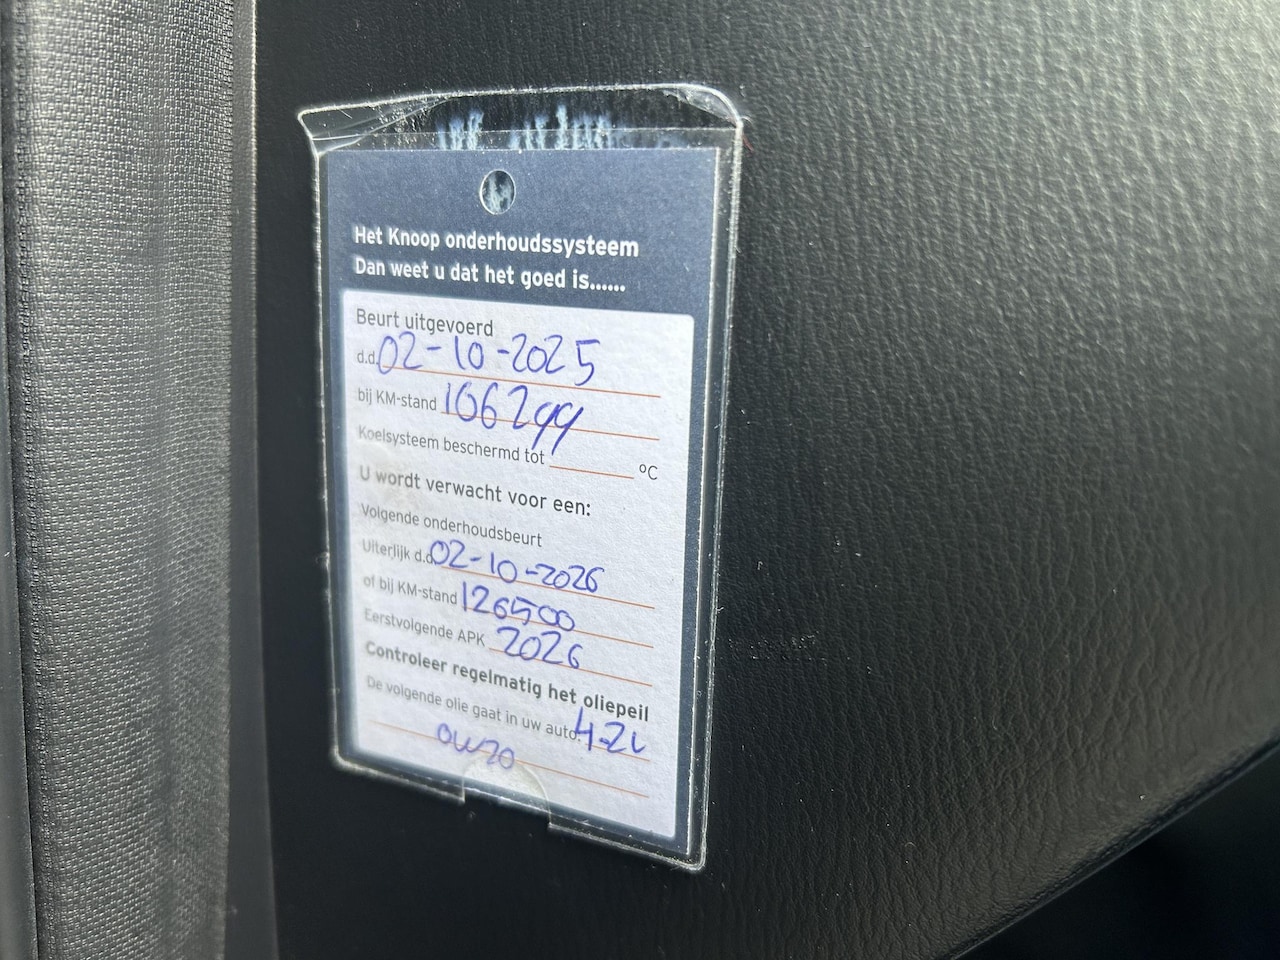 Het Knoop onderhoudssysteem
Dan weet u dat het goed is......
Beurt uitgevoerd
d.d. 02-10-2025
bij KM-stand 106299
Koelsysteem beschermd tot °C
U wordt verwacht voor een:
Volgende onderhoudsbeurt
Uiterlijk d.d. 02-10-2026
of bij KM-stand 126500
Eerstvolgende APK 2026
Controleer regelmatig het oliepeil
De volgende olie gaat in uw auto: 4.2L
0W20